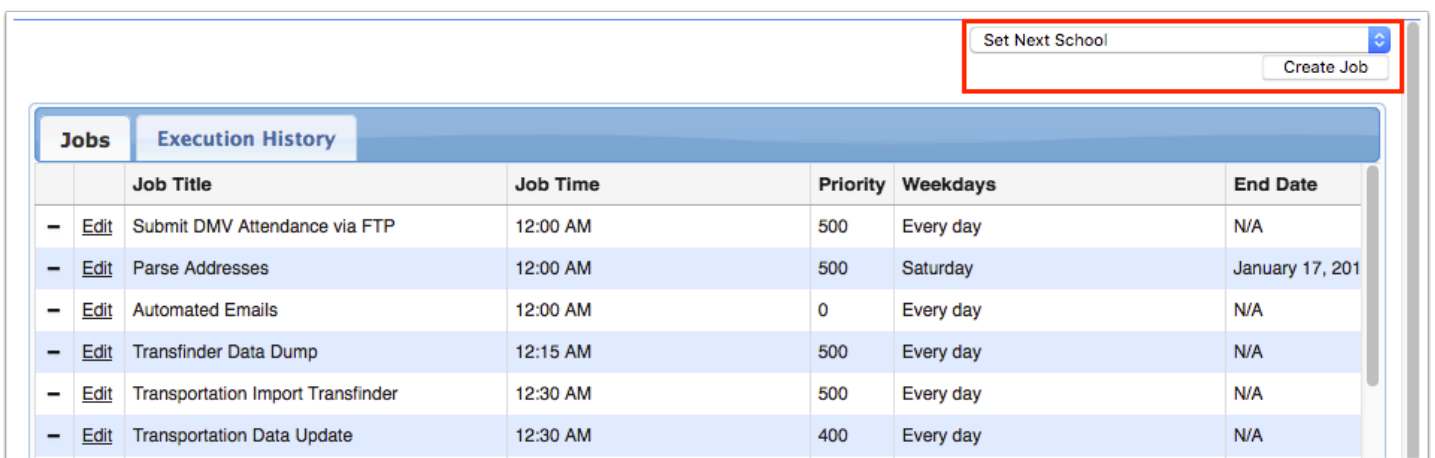 Set Next School
Create Job
Jobs Execution History
Job Title Job Time Priority Weekdays End Date
– Edit Submit DMV Attendance via FTP 12:00 AM 500 Every day N/A
– Edit Parse Addresses 12:00 AM 500 Saturday January 17, 201
– Edit Automated Emails 12:00 AM 0 Every day N/A
– Edit Transfinder Data Dump 12:15 AM 500 Every day N/A
– Edit Transportation Import Transfinder 12:30 AM 500 Every day N/A
– Edit Transportation Data Update 12:30 AM 400 Every day N/A